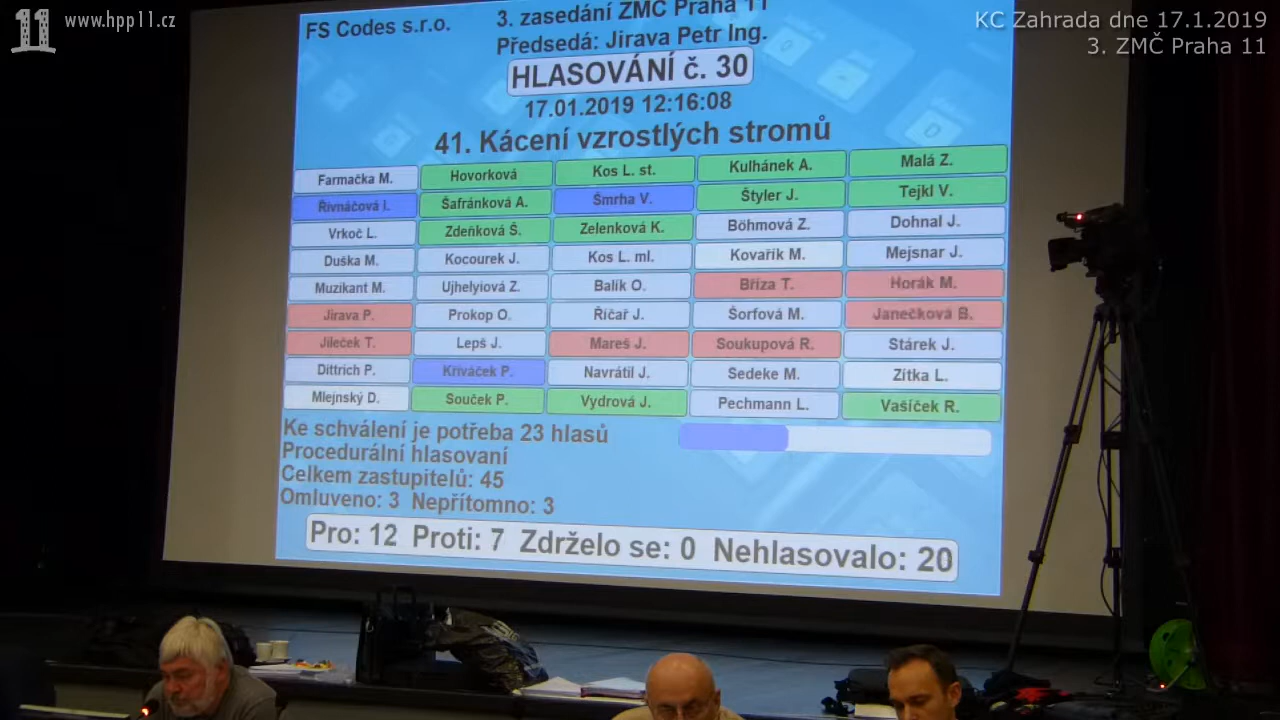 11 www.hpp11.cz
KC Zahrada dne 17.1.2019
3. ZMČ Praha 11
FS Codes s.r.o.
3. zasedání ZMČ Praha 11
Předsedá: Jirava Petr Ing.
HLASOVÁNÍ č. 30
17.01.2019 12:16:08
41. Kácení vzrostlých stromů
Farmačka M. Hovorková Kos L. st. Kulhánek A. Malá Z.
Řivnáčová I. Šafránková A. Šmrha V. Štyler J. Tejkl V.
Vrkoč L. Zdeňková Š. Zelenková K. Böhmová Z. Dohnal J.
Duška M. Kocourek J. Kos L. ml. Kovařík M. Mejsnar J.
Muzikant M. Ujhelyiová Z. Balík O. Bříza T. Horák M.
Jirava P. Prokop O. Říčař J. Šorfová M. Janečková B.
Jileček T. Lepš J. Mareš J. Soukupová R. Stárek J.
Dittrich P. Křiváček P. Navrátil J. Sedeke M. Zítka L.
Mlejnský D. Souček P. Vydrová J. Pechmann L. Vašíček R.
Ke schválení je potřeba 23 hlasů
Procedurální hlasovaní
Celkem zastupitelů: 45
Omluveno: 3 Nepřítomno: 3
Pro: 12 Proti: 7 Zdrželo se: 0 Nehlasovalo: 20